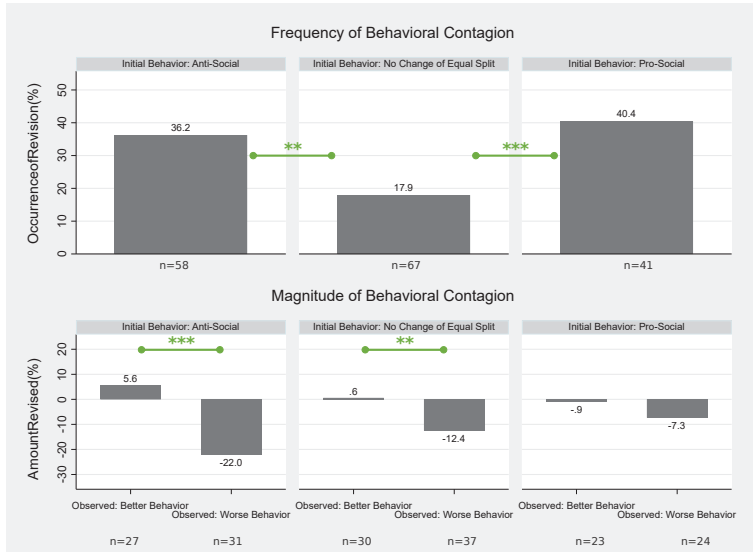 Frequency of Behavioral Contagion
Initial Behavior: Anti-Social
Initial Behavior: No Change of Equal Split
Initial Behavior: Pro-Social
OccurrenceofRevision(%)
50
40
30
20
10
0
36.2
**
17.9
***
40.4
n=58
n=67
n=41
Magnitude of Behavioral Contagion
Initial Behavior: Anti-Social
Initial Behavior: No Change of Equal Split
Initial Behavior: Pro-Social
AmountRevised(%)
20
10
0
-10
-20
-30
***
5.6
-22.0
**
.6
-12.4
-.9
-7.3
Observed: Better Behavior
Observed: Worse Behavior
Observed: Better Behavior
Observed: Worse Behavior
Observed: Better Behavior
Observed: Worse Behavior
n=27
n=31
n=30
n=37
n=23
n=24